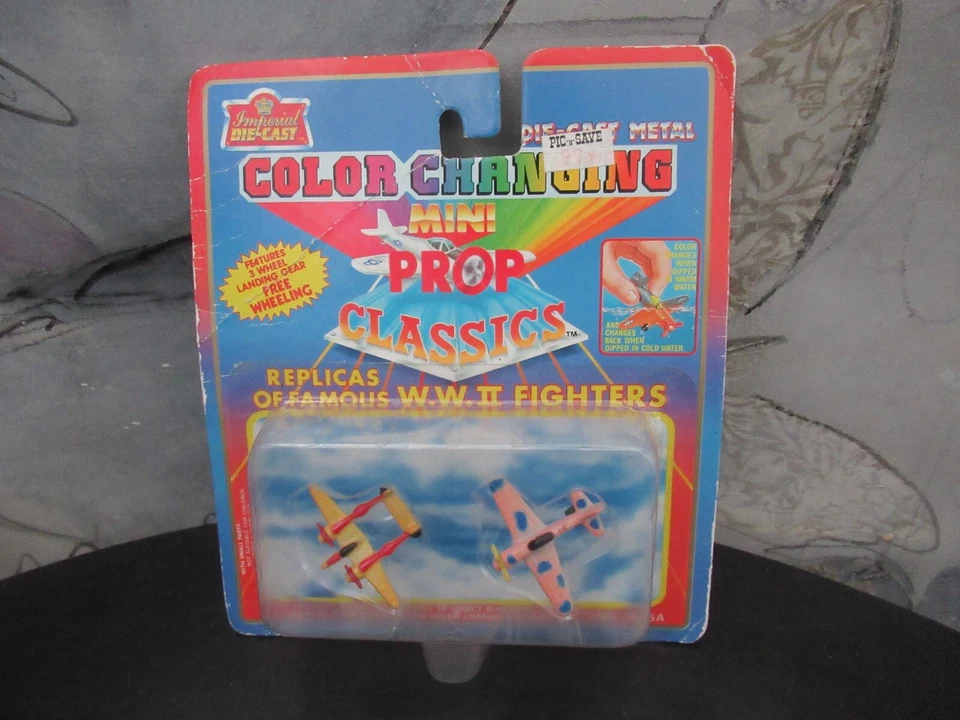 Imperial
DIE-CAST
DIE-CAST METAL
PIC 'n' SAVE
COLOR CHANGING
MINI
PROP
CLASSICS™
FEATURES
3 WHEEL
LANDING GEAR
FREE
WHEELING
COLOR
CHANGES
WHEN
DIPPED
WARM
WATER
AND
CHANGES
BACK WHEN
DIPPED IN COLD WATER.
REPLICAS
OF FAMOUS W.W. II FIGHTERS